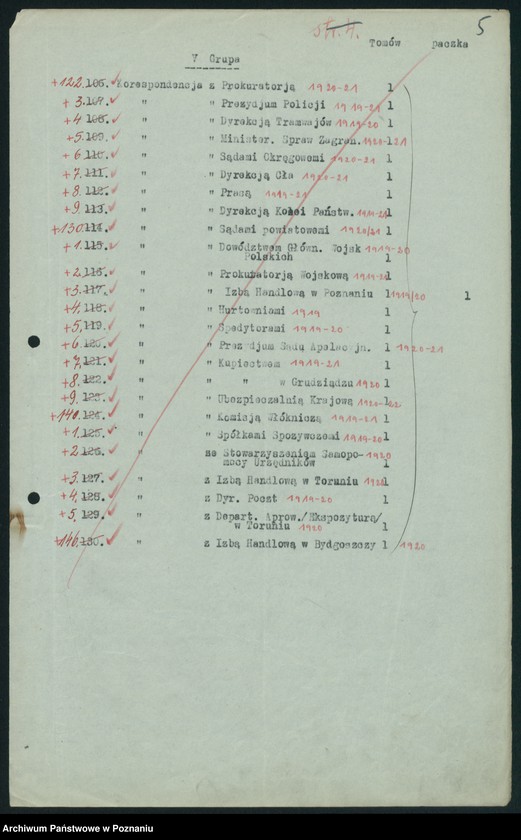 str. 4.
5
Tomów paczka
V Grupa
+122. 106. Korespondencja z Prokuratorją 1920-21 1
+3. 107. " " Prezydjum Policji 1919-21 1
+4. 108. " " Dyrekcją Tramwajów 1919-20 1
+5. 109. " " Minister. Spraw Zagran. 1920-21 1
+6. 110. " " Sądami Okręgowemi 1920-21 1
+7. 111. " " Dyrekcją Cła 1920-21 1
+8. 112. " " Prasą 1919-21 1
+9. 113. " " Dyrekcją Kolei Państw. 1919-21 1
+130. 114. " " Sądami powiatowemi 1920/21 1
+1. 115. " " Dowództwem Główn. Wojsk 1919-20
Polskich 1
+2. 116. " " Prokuratorją Wojskową 1919-21 1
+3. 117. " " Izbą Handlową w Poznaniu 1 1919/20 1
+4. 118. " " Hurtowniami 1919 1
+5. 119. " " Spedytorami 1919-20 1
+6. 120. " " Prezydjum Sądu Apelacyjn. 1 1920-21
+7. 121. " " Kupiectwem 1919-21 1
+8. 122. " " " w Grudziądzu 1920 1
+9. 123. " " Ubezpieczalnią Krajową 1920-22 1
+140. 124. " " Komisją Włókniczą 1919-21 1
+1. 125. " " Spółkami Spożywczemi 1919-20 1
+2. 126. " ze Stowarzyszeniem Samopo- 1920
mocy Urzędników 1
+3. 127. " z Izbą Handlową w Toruniu 1
+4. 128. " z Dyr. Poczt 1919-20 1
+5. 129. " z Depart. Aprow./Ekspozytura/
w Toruniu 1920 1
+146. 130. " z Izbą Handlową w Bydgoszczy 1 1920
Archiwum Państwowe w Poznaniu